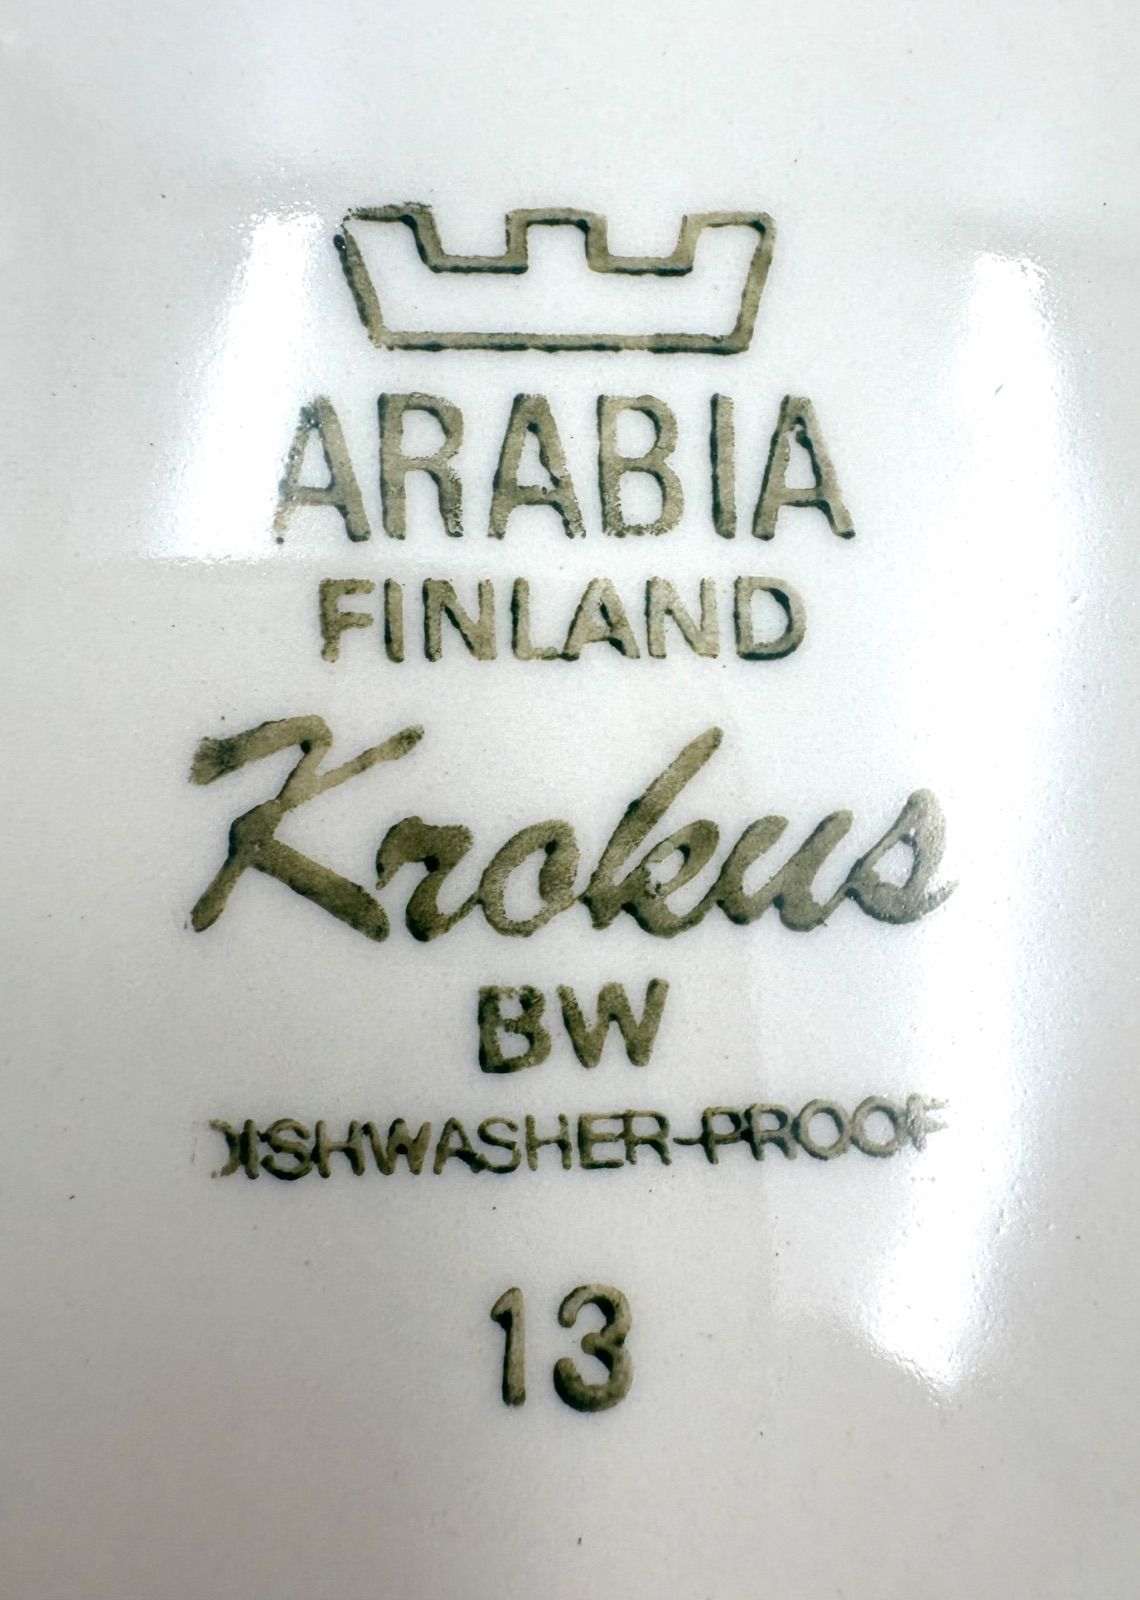 ARABIA
FINLAND
Krokus
BW
DISHWASHER-PROOF
13